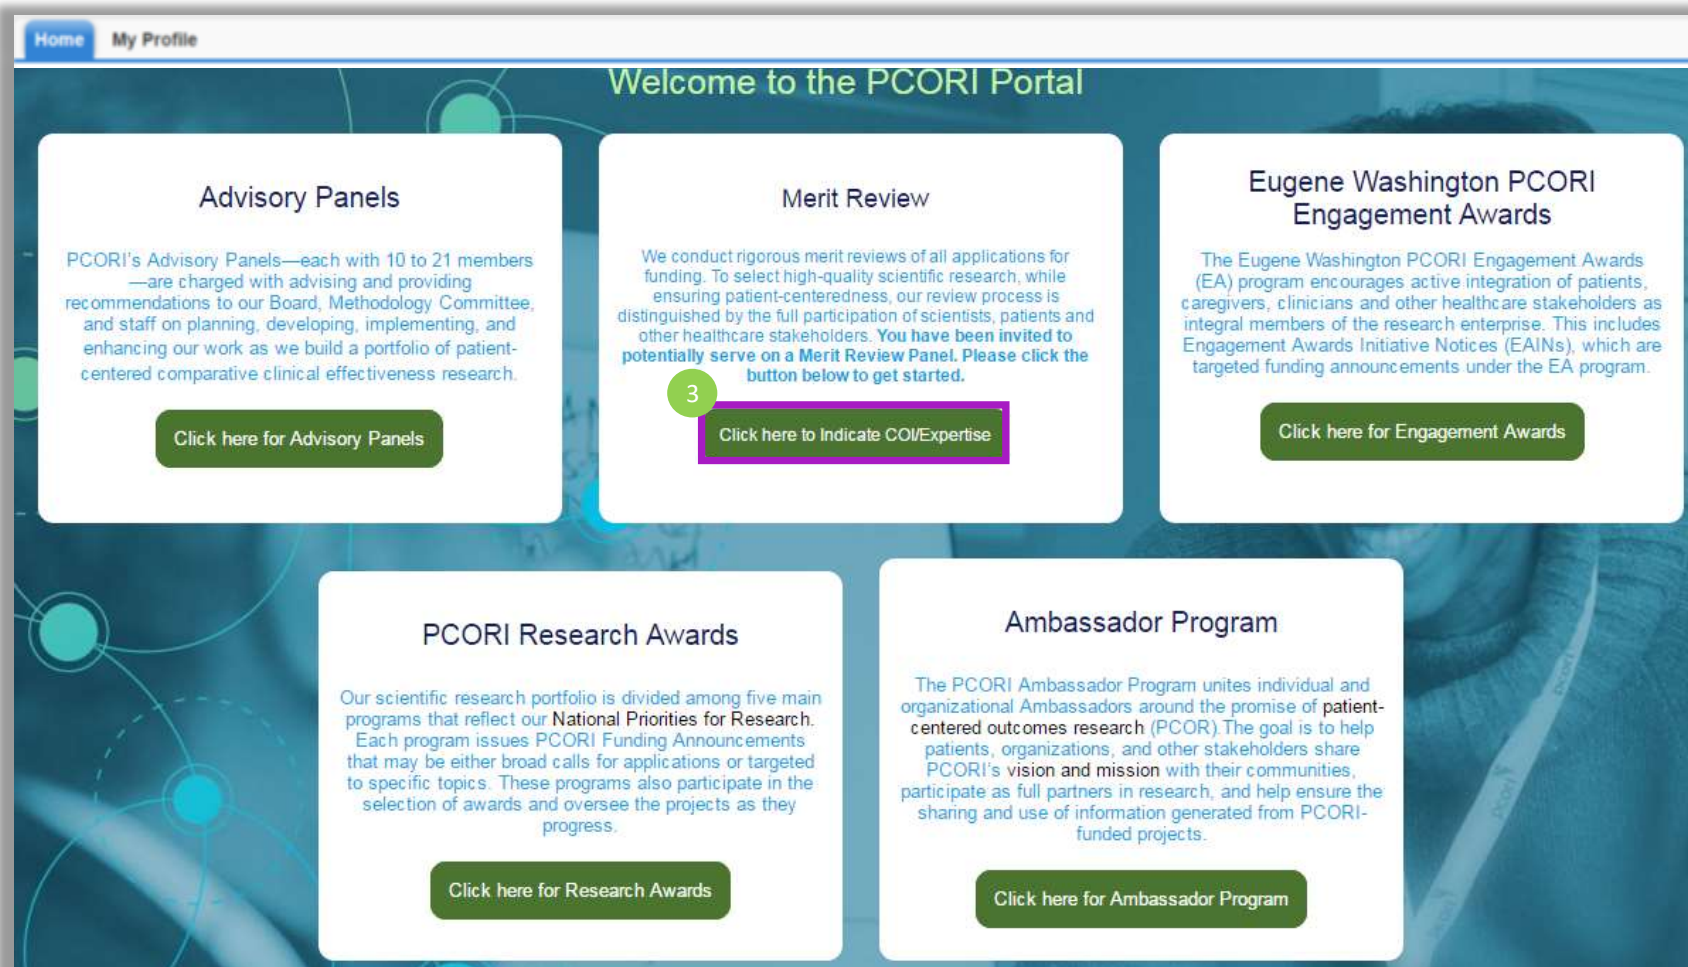 Home My Profile
Welcome to the PCORI Portal
Advisory Panels
PCORI's Advisory Panels—each with 10 to 21 members
—are charged with advising and providing
recommendations to our Board, Methodology Committee,
and staff on planning, developing, implementing, and
enhancing our work as we build a portfolio of patient-
centered comparative clinical effectiveness research.
Click here for Advisory Panels
Merit Review
We conduct rigorous merit reviews of all applications for
funding. To select high-quality scientific research, while
ensuring patient-centeredness, our review process is
distinguished by the full participation of scientists, patients and
other healthcare stakeholders. You have been invited to
potentially serve on a Merit Review Panel. Please click the
button below to get started.
3
Click here to Indicate COI/Expertise
Eugene Washington PCORI
Engagement Awards
The Eugene Washington PCORI Engagement Awards
(EA) program encourages active integration of patients,
caregivers, clinicians and other healthcare stakeholders as
integral members of the research enterprise. This includes
Engagement Awards Initiative Notices (EAINs), which are
targeted funding announcements under the EA program.
Click here for Engagement Awards
PCORI Research Awards
Our scientific research portfolio is divided among five main
programs that reflect our National Priorities for Research.
Each program issues PCORI Funding Announcements
that may be either broad calls for applications or targeted
to specific topics. These programs also participate in the
selection of awards and oversee the projects as they
progress.
Click here for Research Awards
Ambassador Program
The PCORI Ambassador Program unites individual and
organizational Ambassadors around the promise of patient-
centered outcomes research (PCOR).The goal is to help
patients, organizations, and other stakeholders share
PCORI's vision and mission with their communities,
participate as full partners in research, and help ensure the
sharing and use of information generated from PCORI-
funded projects.
Click here for Ambassador Program
pcori
pcori